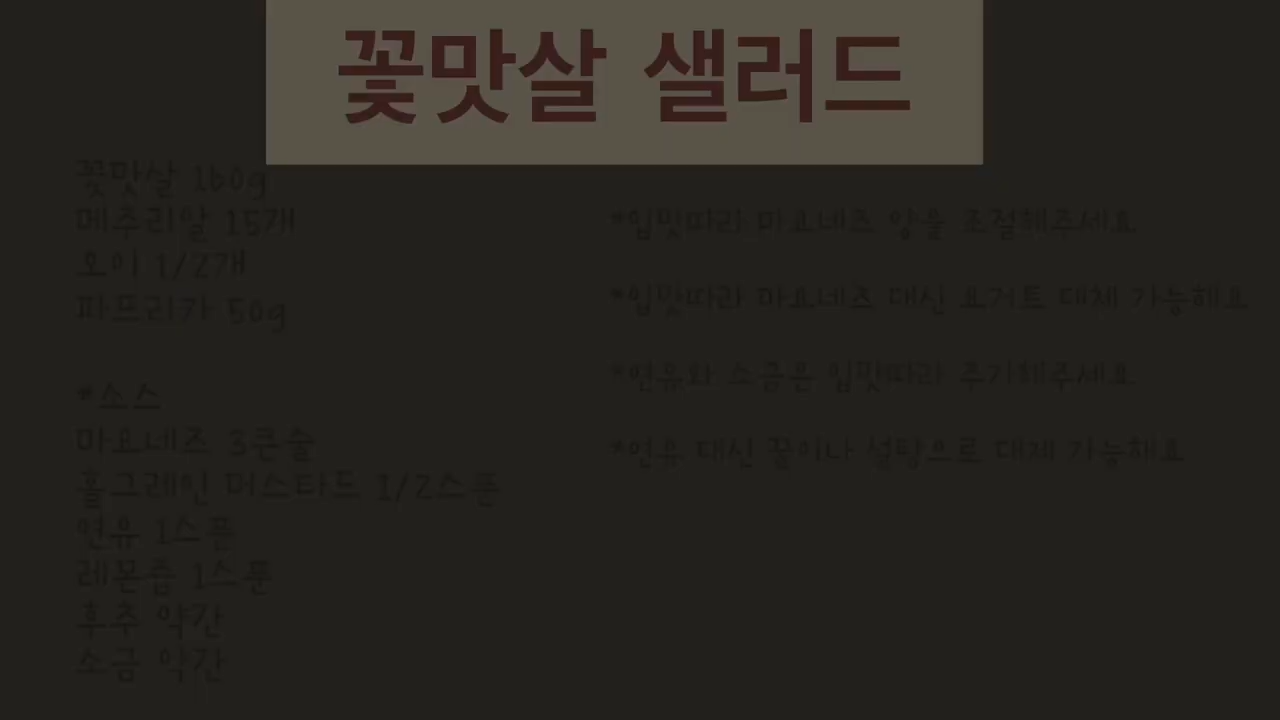 꽃맛살 샐러드
꽃맛살 160g
메추리알 15개
오이 1/2개
파프리카 50g
*소스
마요네즈 3큰술
홀그레인 머스타드 1/2스푼
연유 1스푼
레몬즙 1스푼
후추 약간
소금 약간
*입맛따라 마요네즈 양을 조절해주세요
*입맛따라 마요네즈 대신 요거트 대체 가능해요
*연유와 소금은 입맛따라 추가해주세요
*연유 대신 꿀이나 설탕으로 대체 가능해요